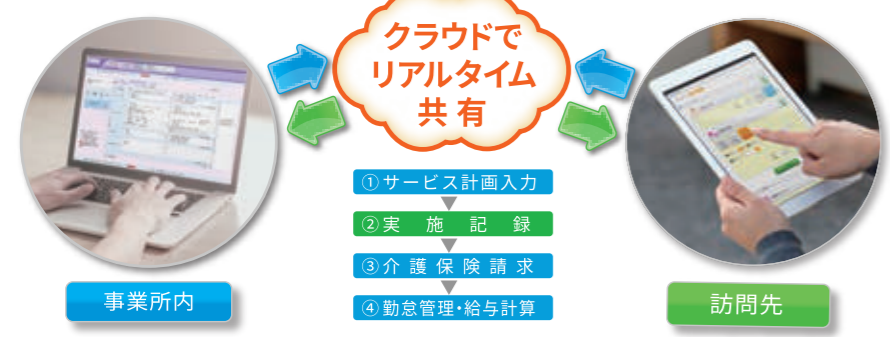 クラウドで
リアルタイム
共有
①サービス計画入力
②実施記録
③介護保険請求
④勤怠管理・給与計算
事業所内
訪問先